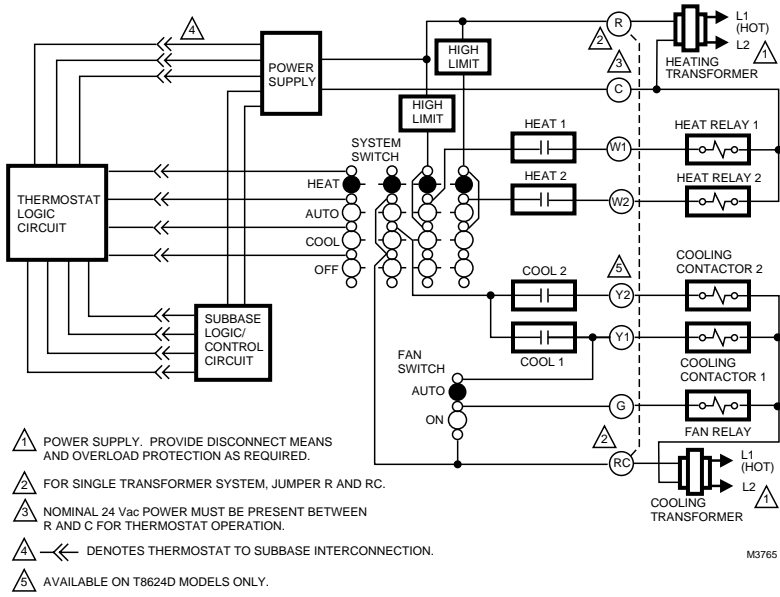 4
R
L1
(HOT)
L2
1
HEATING
TRANSFORMER
2
3
POWER
SUPPLY
HIGH
LIMIT
HIGH
LIMIT
C
SYSTEM
SWITCH
HEAT 1
W1
HEAT RELAY 1
HEAT
HEAT 2
W2
HEAT RELAY 2
THERMOSTAT
LOGIC
CIRCUIT
AUTO
COOL
OFF
COOL 2
5
Y2
COOLING
CONTACTOR 2
SUBBASE
LOGIC/
CONTROL
CIRCUIT
COOL 1
Y1
COOLING
CONTACTOR 1
FAN
SWITCH
AUTO
ON
G
FAN RELAY
2
RC
L1
(HOT)
L2
1
COOLING
TRANSFORMER
1 POWER SUPPLY. PROVIDE DISCONNECT MEANS
AND OVERLOAD PROTECTION AS REQUIRED.
2 FOR SINGLE TRANSFORMER SYSTEM, JUMPER R AND RC.
3 NOMINAL 24 Vac POWER MUST BE PRESENT BETWEEN
R AND C FOR THERMOSTAT OPERATION.
4 DENOTES THERMOSTAT TO SUBBASE INTERCONNECTION.
5 AVAILABLE ON T8624D MODELS ONLY.
M3765